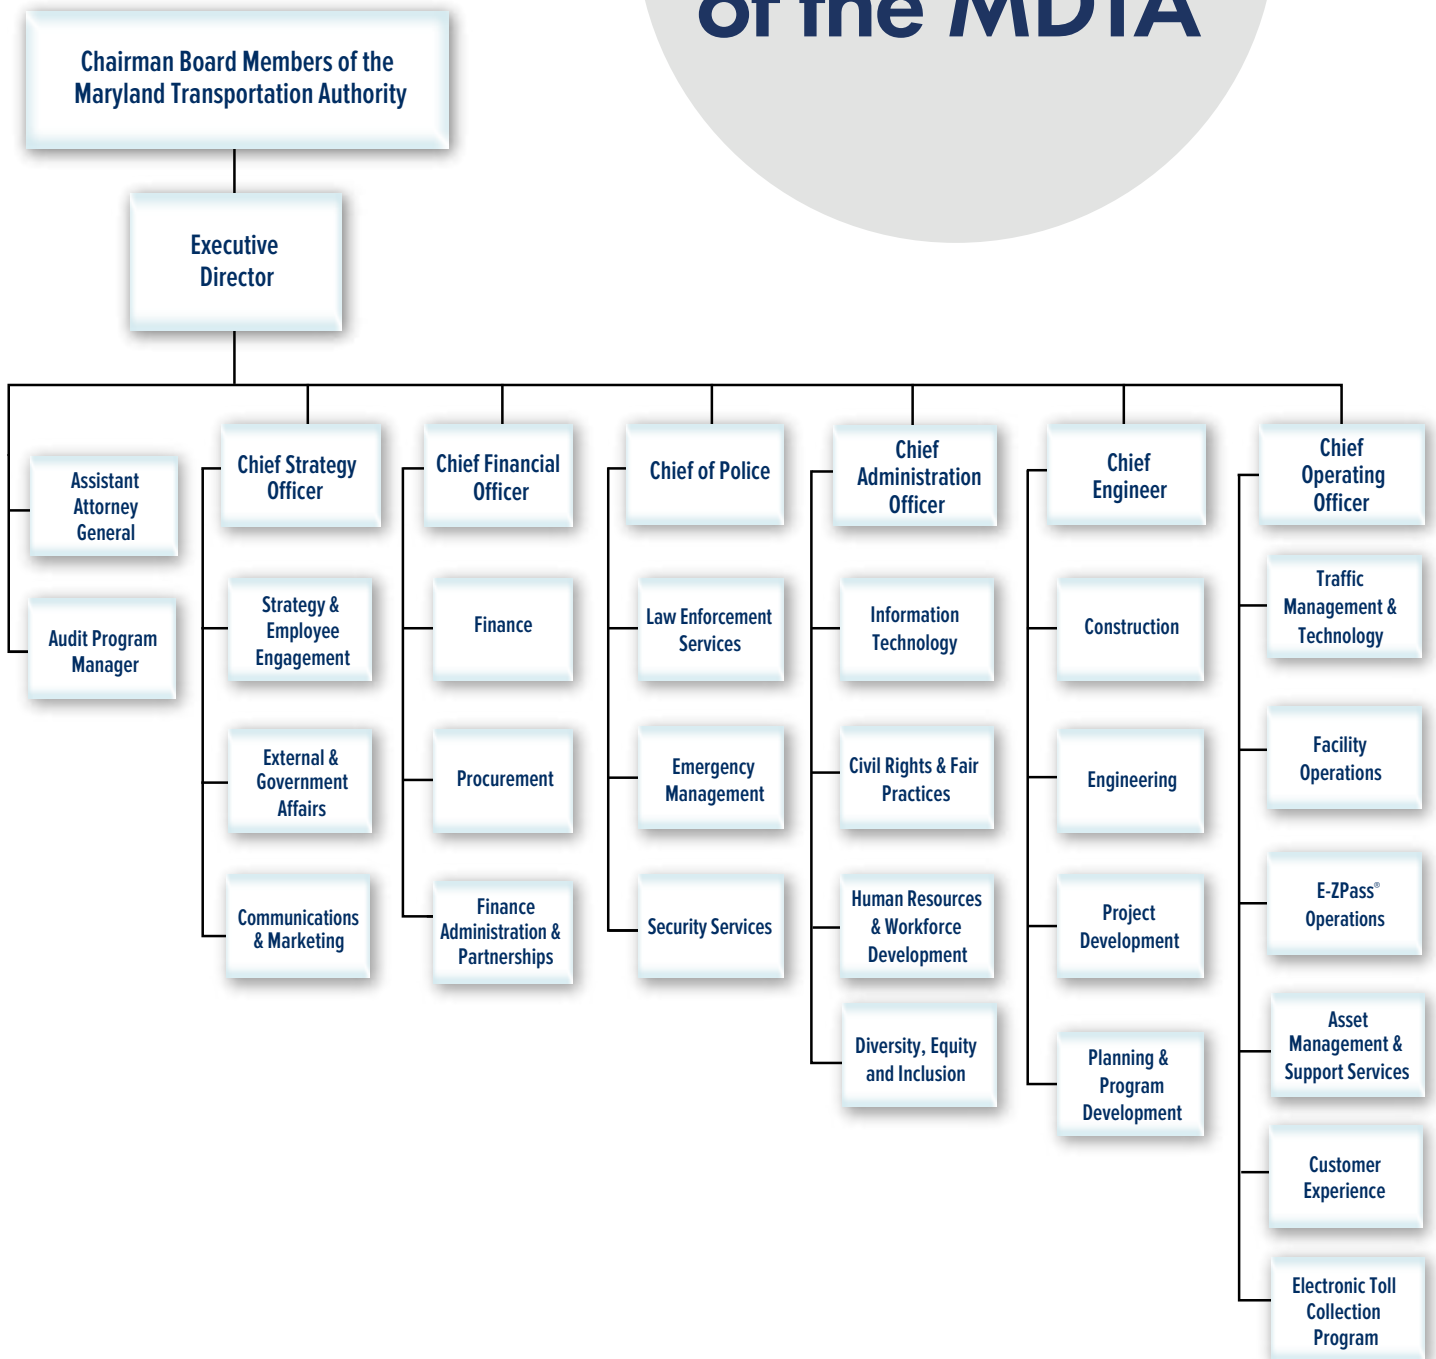 of the MDTA
Chairman Board Members of the
Maryland Transportation Authority
Executive
Director
Assistant
Attorney
General
Audit Program
Manager
Chief Strategy
Officer
Strategy &
Employee
Engagement
External &
Government
Affairs
Communications
& Marketing
Chief Financial
Officer
Finance
Procurement
Finance
Administration &
Partnerships
Chief of Police
Law Enforcement
Services
Emergency
Management
Security Services
Chief
Administration
Officer
Information
Technology
Civil Rights & Fair
Practices
Human Resources
& Workforce
Development
Diversity, Equity
and Inclusion
Chief
Engineer
Construction
Engineering
Project
Development
Planning &
Program
Development
Chief
Operating
Officer
Traffic
Management &
Technology
Facility
Operations
E-ZPass®
Operations
Asset
Management &
Support Services
Customer
Experience
Electronic Toll
Collection
Program